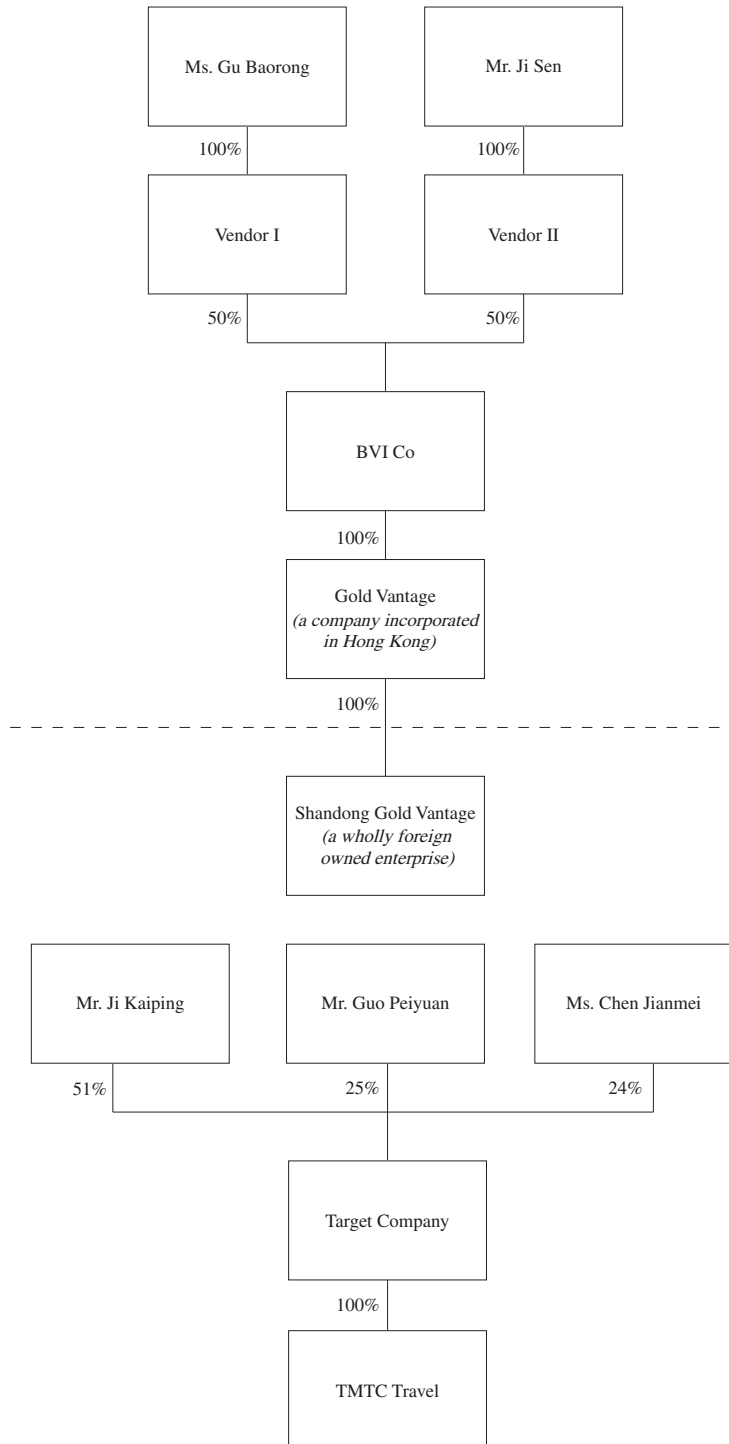 Ms. Gu Baorong
Mr. Ji Sen
100%
100%
Vendor I
Vendor II
50%
50%
BVI Co
100%
Gold Vantage
(a company incorporated
in Hong Kong)
100%
Shandong Gold Vantage
(a wholly foreign
owned enterprise)
Mr. Ji Kaiping
Mr. Guo Peiyuan
Ms. Chen Jianmei
51%
25%
24%
Target Company
100%
TMTC Travel